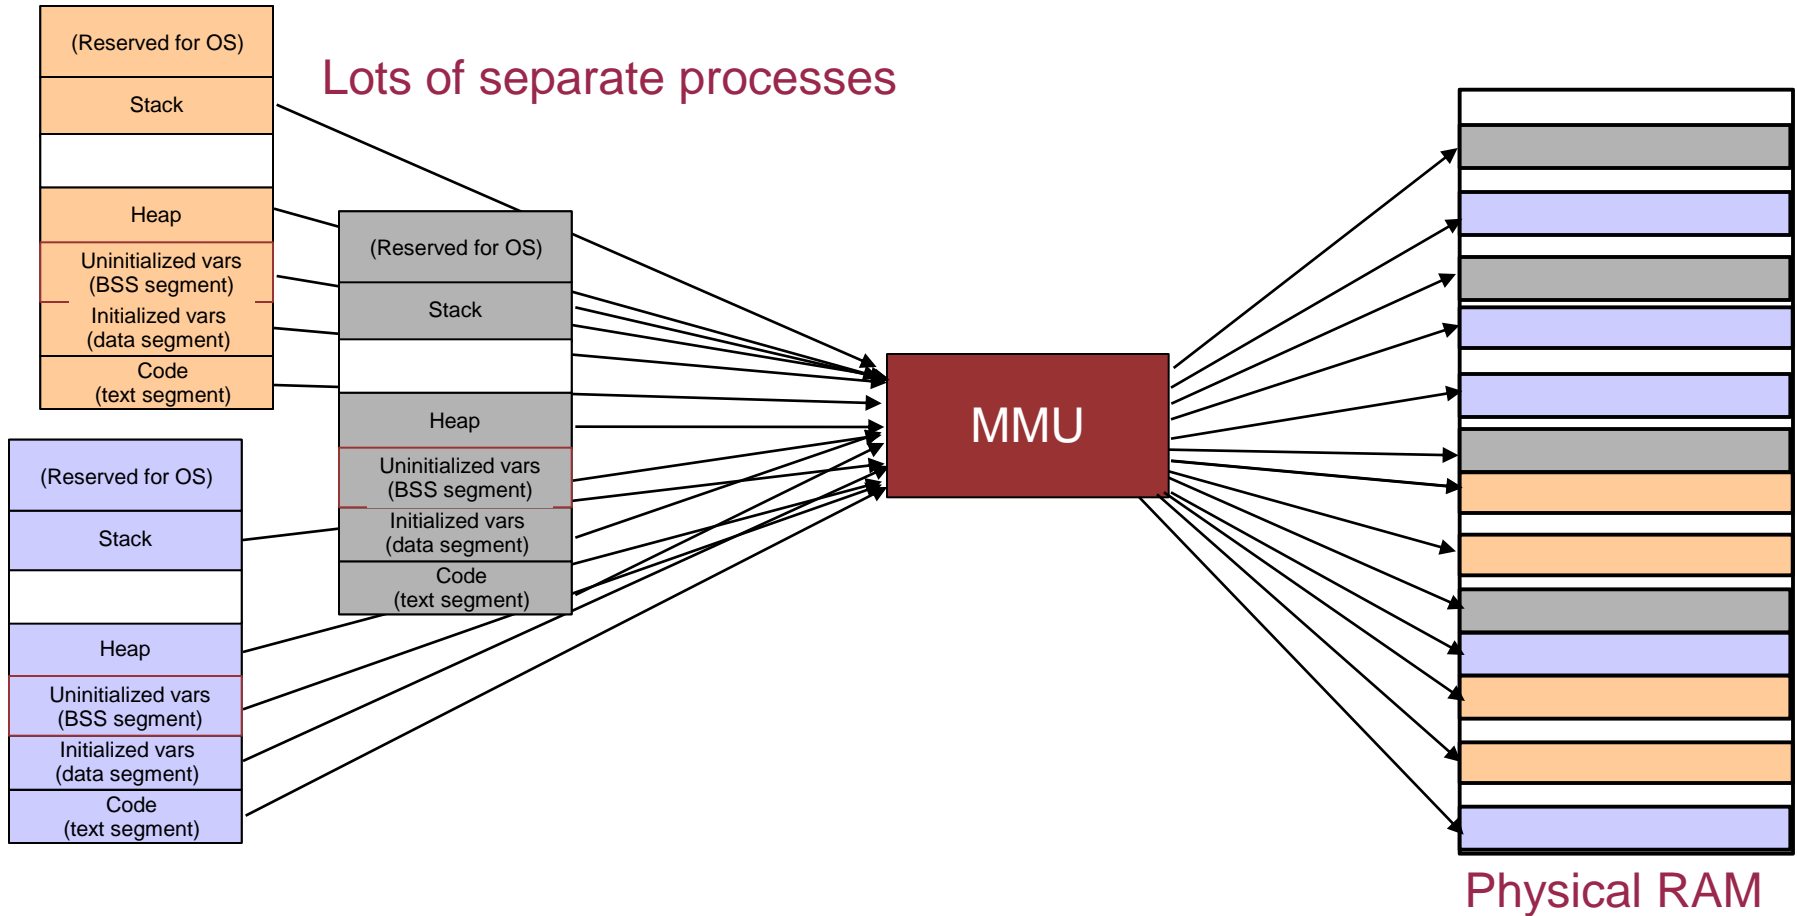 Lots of separate processes
(Reserved for OS)
Stack
Heap
Uninitialized vars
(BSS segment)
Initialized vars
(data segment)
Code
(text segment)
(Reserved for OS)
Stack
Heap
Uninitialized vars
(BSS segment)
Initialized vars
(data segment)
Code
(text segment)
(Reserved for OS)
Stack
Heap
Uninitialized vars
(BSS segment)
Initialized vars
(data segment)
Code
(text segment)
MMU
Physical RAM